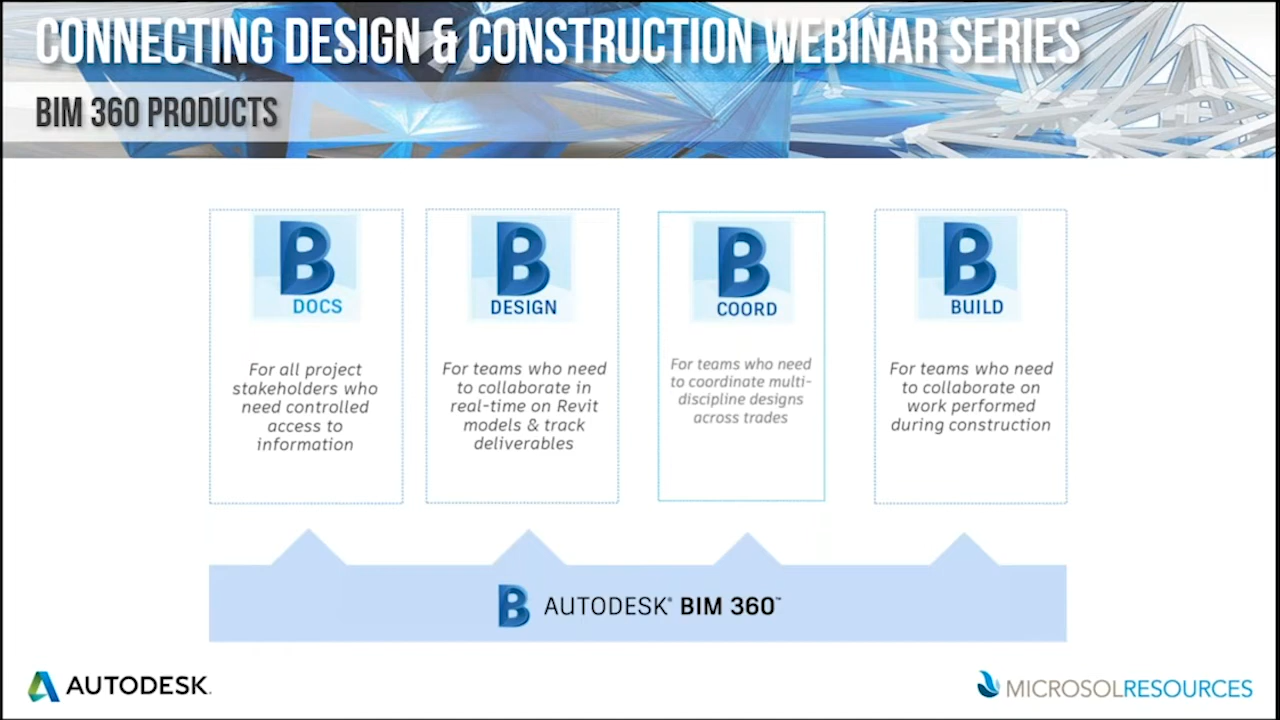 CONNECTING DESIGN & CONSTRUCTION WEBINAR SERIES
BIM 360 PRODUCTS
DOCS
For all project
stakeholders who
need controlled
access to
information
DESIGN
For teams who need
to collaborate in
real-time on Revit
models & track
deliverables
COORD
For teams who need
to coordinate multi-
discipline designs
across trades
BUILD
For teams who need
to collaborate on
work performed
during construction
AUTODESK® BIM 360™
AUTODESK.
MICROSOLRESOURCES